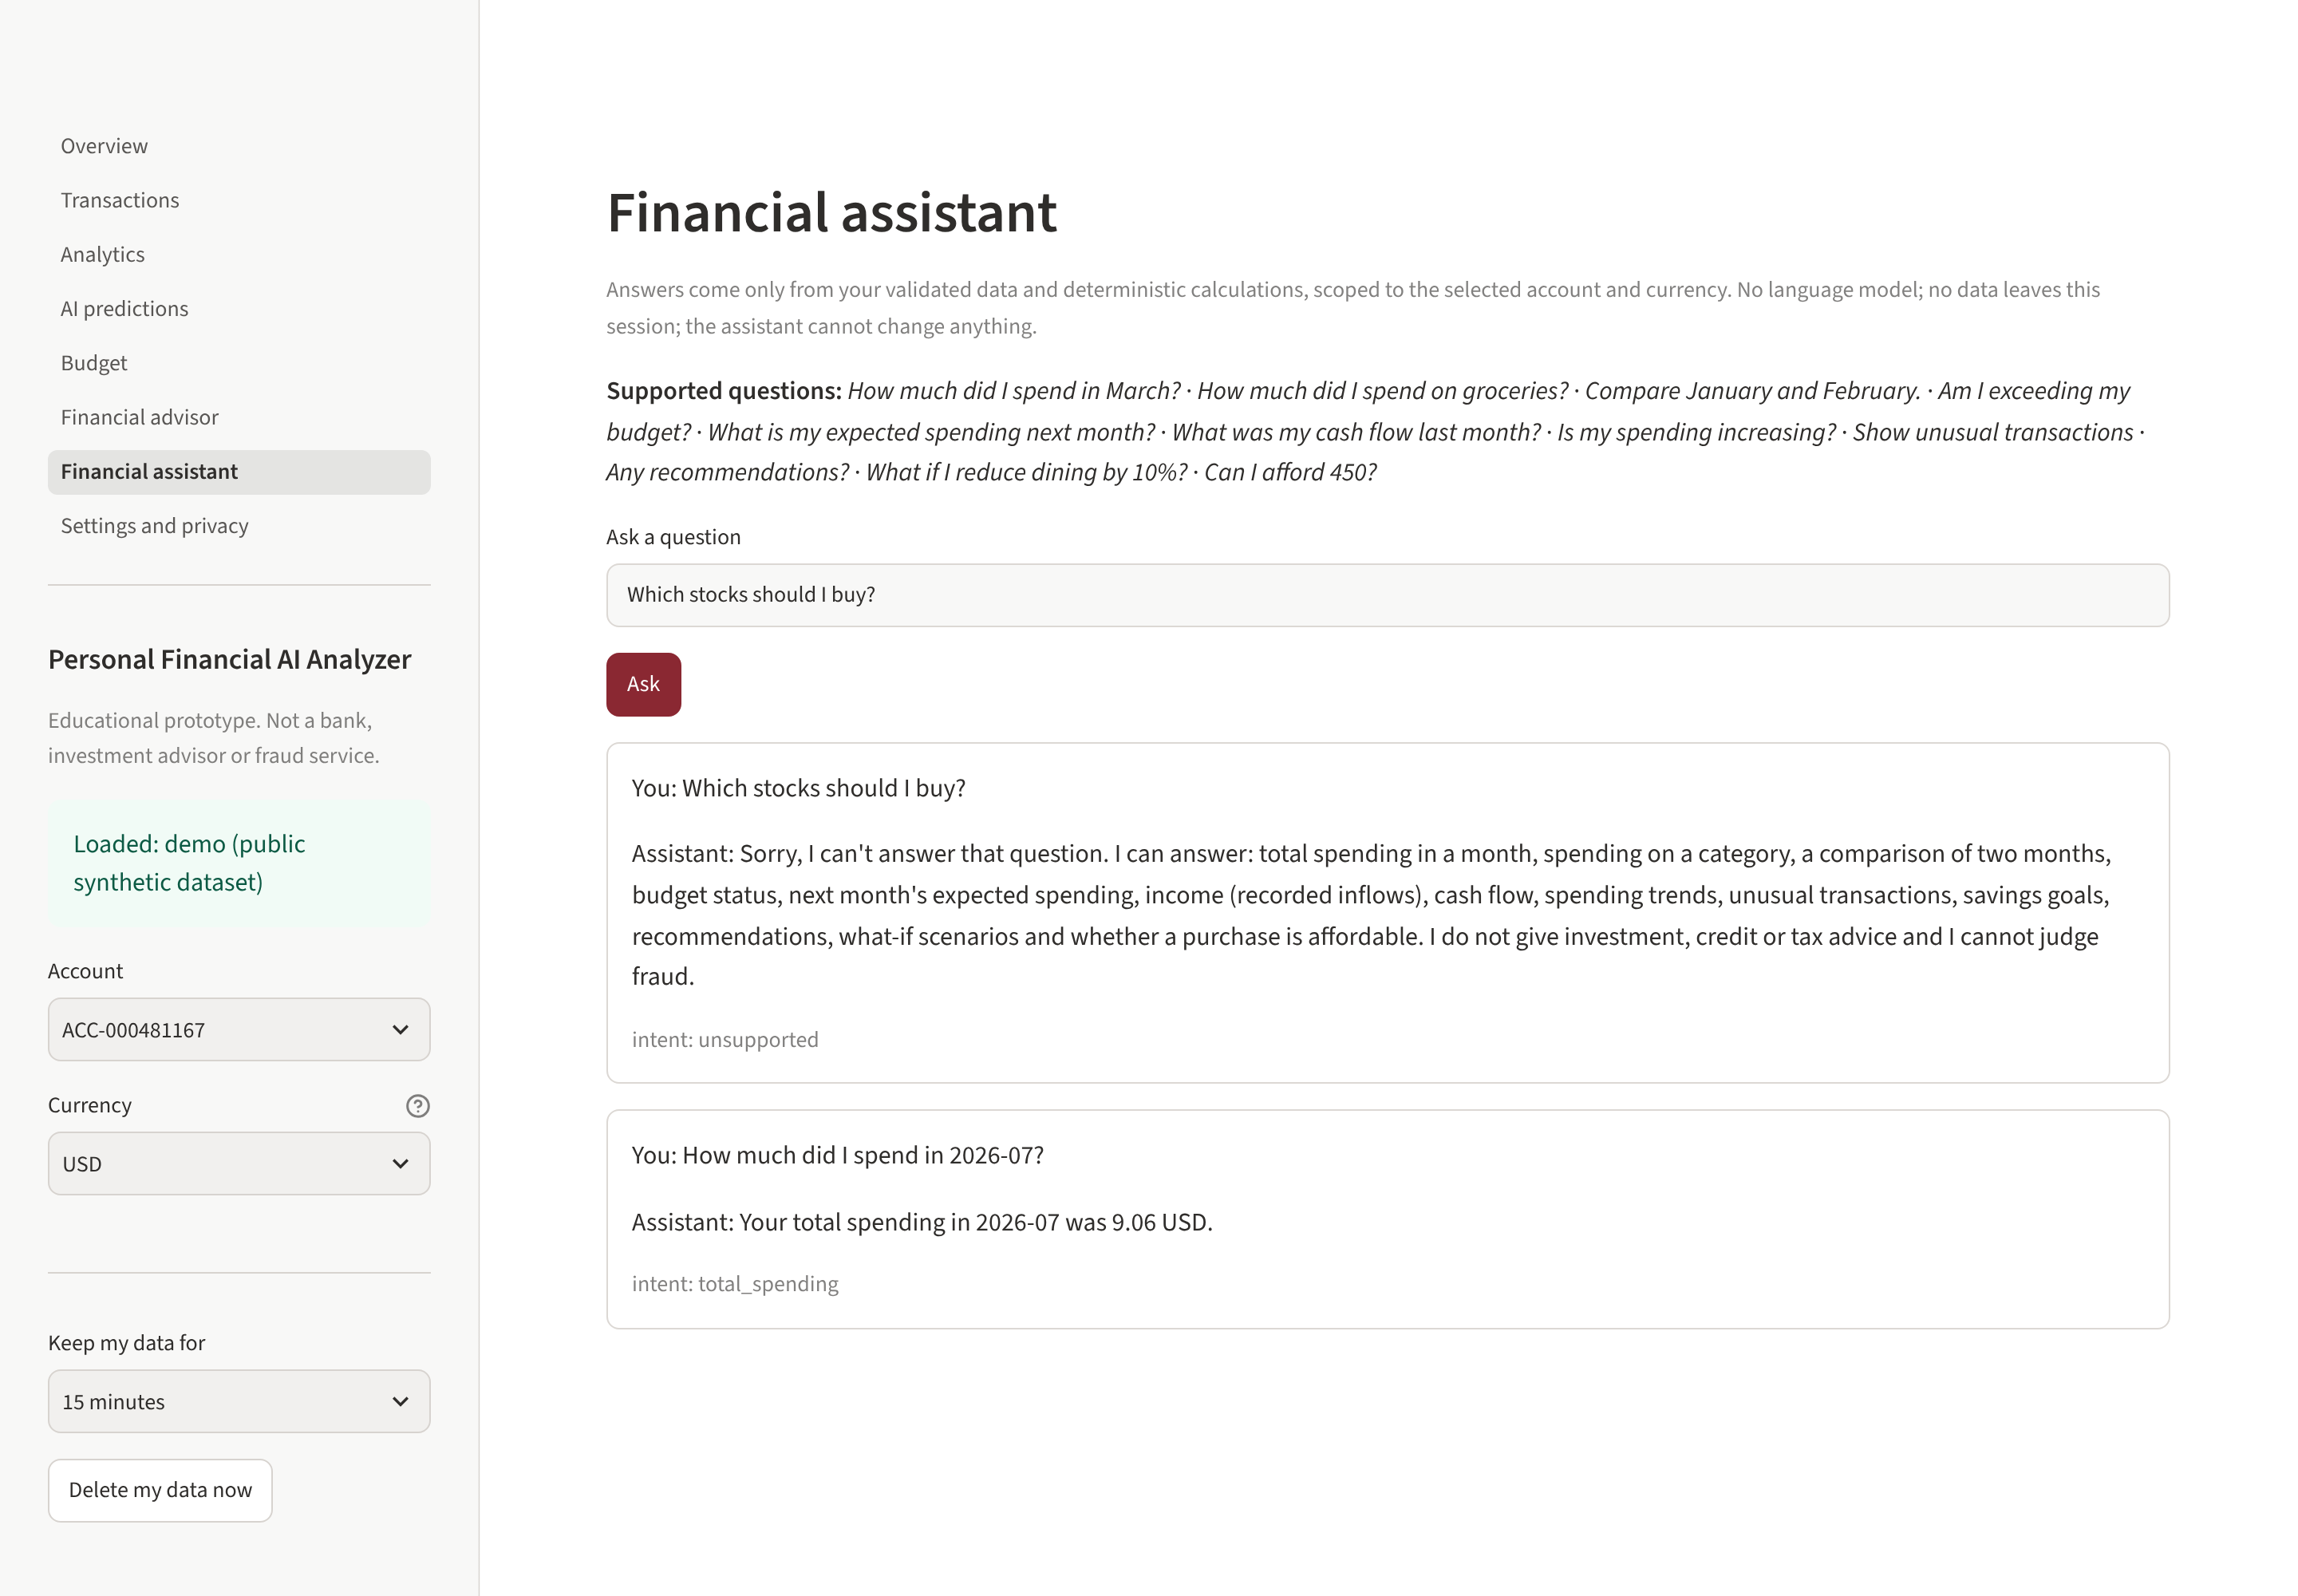 Overview
Transactions
Analytics
AI predictions
Budget
Financial advisor
Financial assistant
Settings and privacy
Personal Financial AI Analyzer
Educational prototype. Not a bank,
investment advisor or fraud service.
Loaded: demo (public
synthetic dataset)
Account
ACC-000481167
Currency
USD
Keep my data for
15 minutes
Delete my data now
Financial assistant
Answers come only from your validated data and deterministic calculations, scoped to the selected account and currency. No language model; no data leaves this
session; the assistant cannot change anything.
Supported questions: How much did I spend in March? · How much did I spend on groceries? · Compare January and February. · Am I exceeding my
budget? · What is my expected spending next month? · What was my cash flow last month? · Is my spending increasing? · Show unusual transactions ·
Any recommendations? · What if I reduce dining by 10%? · Can I afford 450?
Ask a question
Which stocks should I buy?
Ask
You: Which stocks should I buy?
Assistant: Sorry, I can't answer that question. I can answer: total spending in a month, spending on a category, a comparison of two months,
budget status, next month's expected spending, income (recorded inflows), cash flow, spending trends, unusual transactions, savings goals,
recommendations, what-if scenarios and whether a purchase is affordable. I do not give investment, credit or tax advice and I cannot judge
fraud.
intent: unsupported
You: How much did I spend in 2026-07?
Assistant: Your total spending in 2026-07 was 9.06 USD.
intent: total_spending